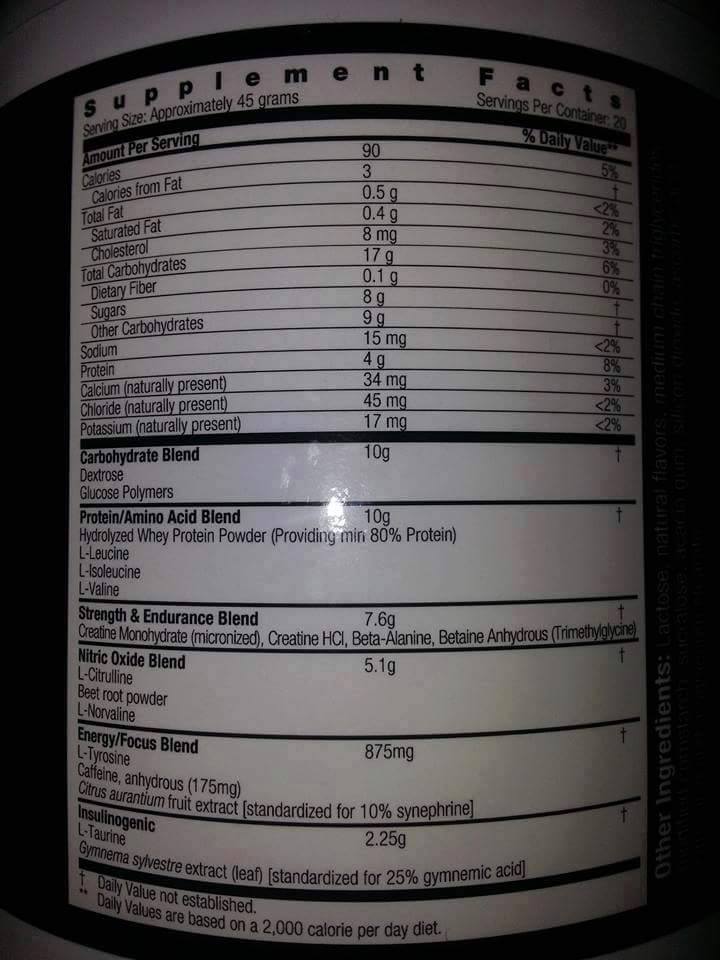 Supplement Facts
Serving Size: Approximately 45 grams Servings Per Container: 20
Amount Per Serving % Daily Value**
Calories 90 5%
Calories from Fat 3 †
Total Fat 0.5 g <2%
Saturated Fat 0.4 g 2%
Cholesterol 8 mg 3%
Total Carbohydrates 17 g 6%
Dietary Fiber 0.1 g 0%
Sugars 8 g †
Other Carbohydrates 9 g †
Sodium 15 mg <2%
Protein 4 g 8%
Calcium (naturally present) 34 mg 3%
Chloride (naturally present) 45 mg <2%
Potassium (naturally present) 17 mg <2%
Carbohydrate Blend 10g †
Dextrose
Glucose Polymers
Protein/Amino Acid Blend 10g †
Hydrolyzed Whey Protein Powder (Providing min 80% Protein)
L-Leucine
L-Isoleucine
L-Valine
Strength & Endurance Blend 7.6g †
Creatine Monohydrate (micronized), Creatine HCl, Beta-Alanine, Betaine Anhydrous (Trimethylglycine)
Nitric Oxide Blend 5.1g †
L-Citrulline
Beet root powder
L-Norvaline
Energy/Focus Blend 875mg †
L-Tyrosine
Caffeine, anhydrous (175mg)
Citrus aurantium fruit extract [standardized for 10% synephrine]
Insulinogenic 2.25g †
L-Taurine
Gymnema sylvestre extract (leaf) [standardized for 25% gymnemic acid]
† Daily Value not established.
** Daily Values are based on a 2,000 calorie per day diet.
Other Ingredients: Lactose, natural flavors, medium chain triglycerides,